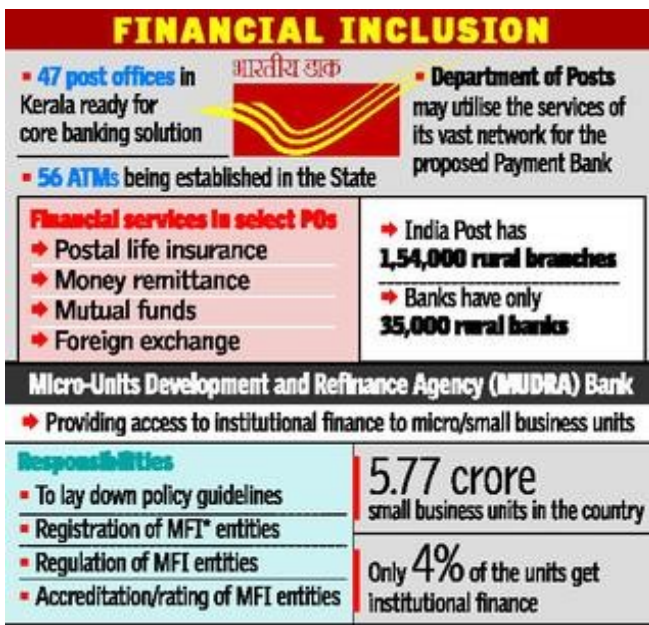 FINANCIAL INCLUSION
▪ 47 post offices in
Kerala ready for
core banking solution
भारतीय डाक
▪ Department of Posts
may utilise the services of
its vast network for the
proposed Payment Bank
▪ 56 ATMs being established in the State
Financial services in select POs
➔ Postal life insurance
➔ Money remittance
➔ Mutual funds
➔ Foreign exchange
➔ India Post has
1,54,000 rural branches
➔ Banks have only
35,000 rural banks
Micro-Units Development and Refinance Agency (MUDRA) Bank
➔ Providing access to institutional finance to micro/small business units
Responsibilities
▪ To lay down policy guidelines
▪ Registration of MFI* entities
▪ Regulation of MFI entities
▪ Accreditation/rating of MFI entities
5.77 crore
small business units in the country
Only 4% of the units get
institutional finance